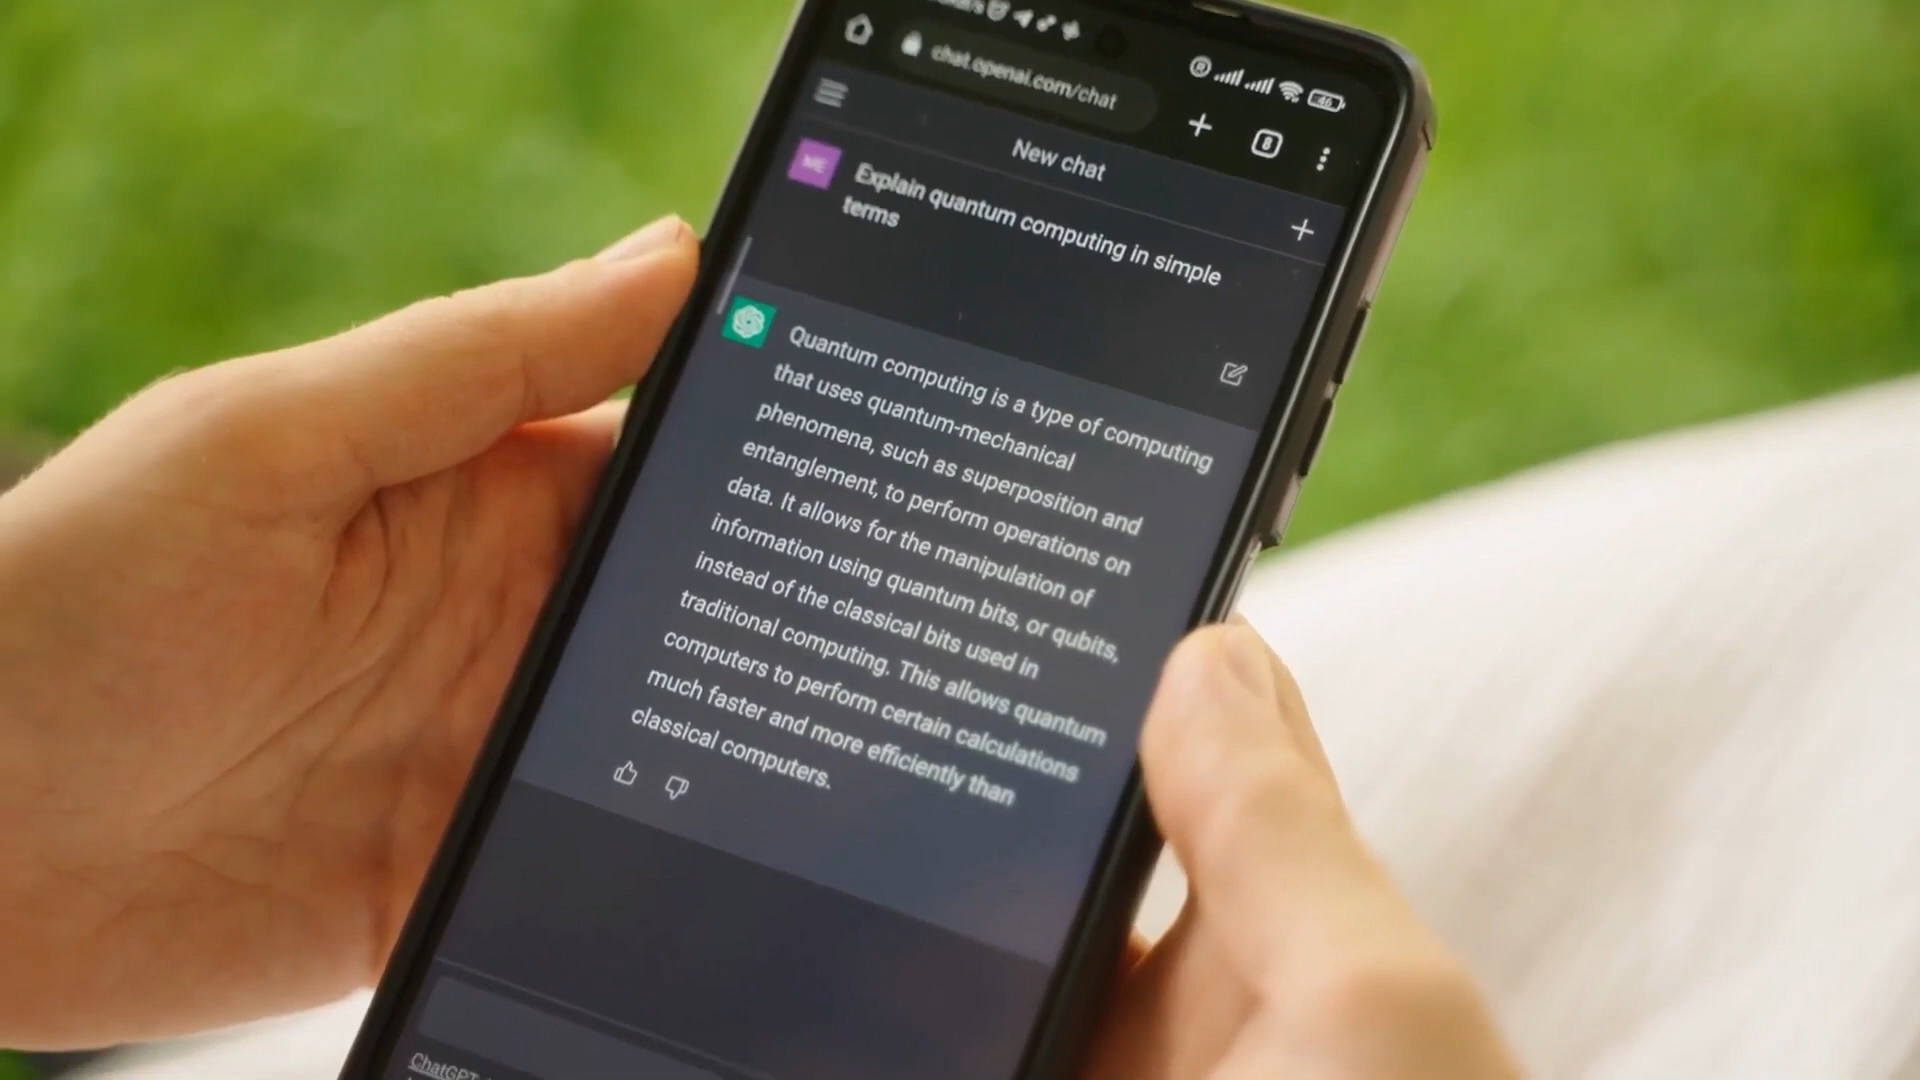 chat.openai.com/chat
46
8
New chat
ME
Explain quantum computing in simple
terms
Quantum computing is a type of computing
that uses quantum-mechanical
phenomena, such as superposition and
entanglement, to perform operations on
data. It allows for the manipulation of
information using quantum bits, or qubits,
instead of the classical bits used in
traditional computing. This allows quantum
computers to perform certain calculations
much faster and more efficiently than
classical computers.
ChatGPT